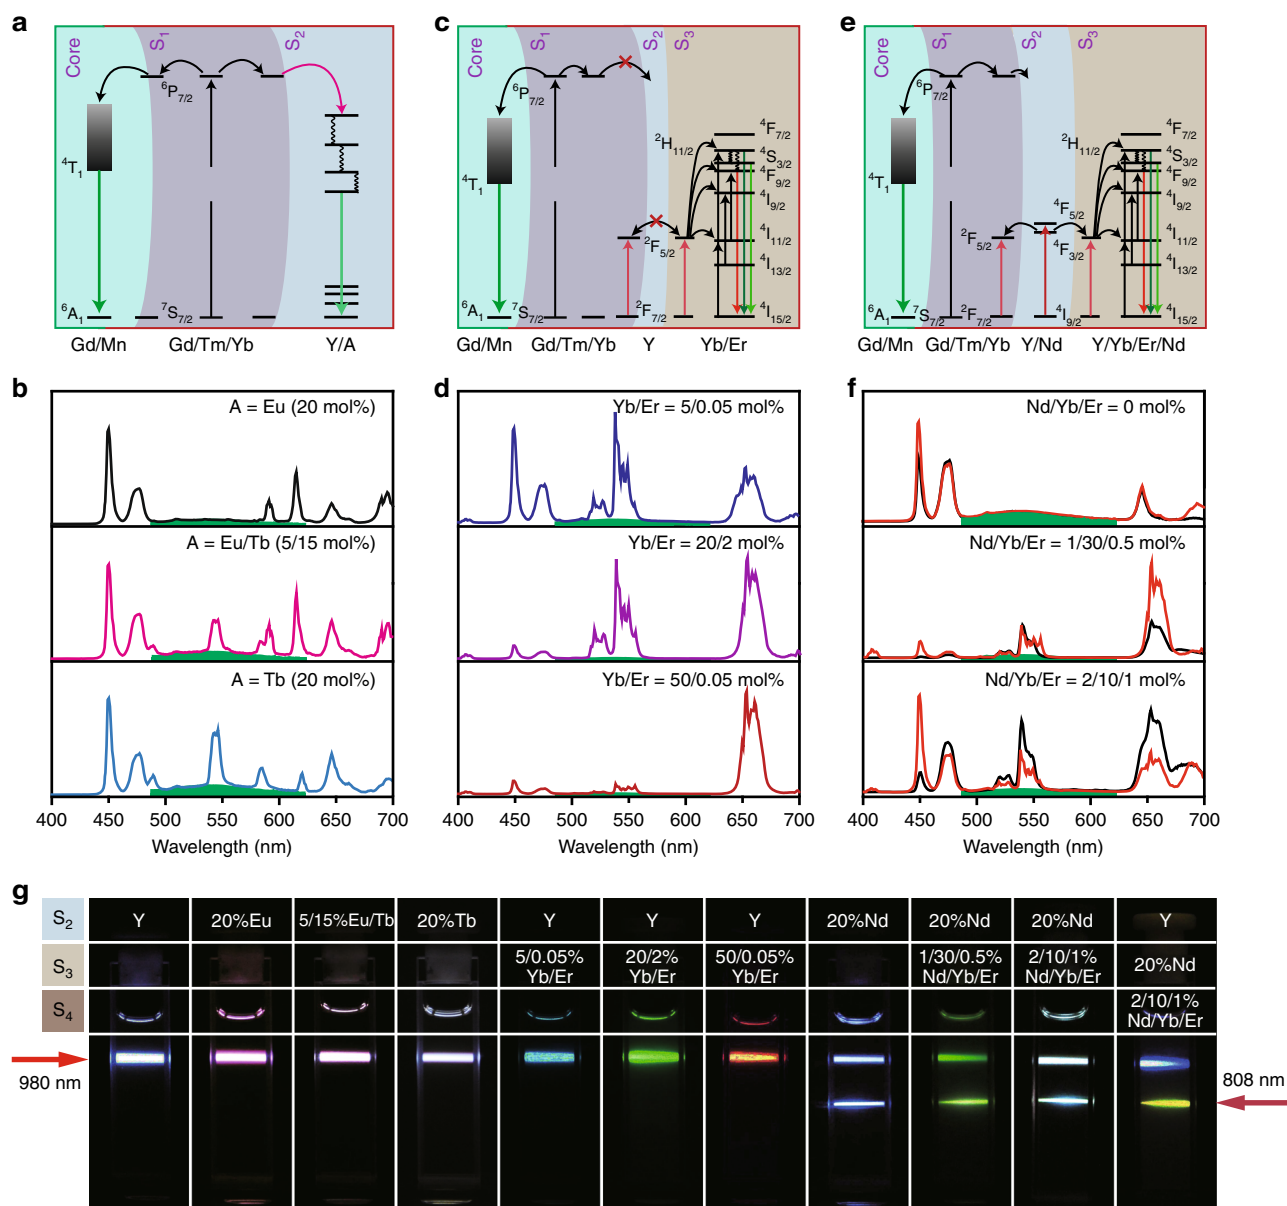 a
Core
S1
S2
6P7/2
4T1
6A1
7S7/2
Gd/Mn
Gd/Tm/Yb
Y/A
c
Core
S1
S2
S3
6P7/2
4T1
2H11/2
4F7/2
4S3/2
4F9/2
4I9/2
4I11/2
4I13/2
4I15/2
2F5/2
6A1
7S7/2
2F7/2
Gd/Mn
Gd/Tm/Yb
Y
Yb/Er
e
Core
S1
S2
S3
6P7/2
4T1
2H11/2
4F7/2
4S3/2
4F9/2
4I9/2
4I11/2
4I13/2
4I15/2
4F5/2
2F5/2
4F3/2
6A1
7S7/2
2F7/2
4I9/2
Gd/Mn
Gd/Tm/Yb
Y/Nd
Y/Yb/Er/Nd
b
A = Eu (20 mol%)
A = Eu/Tb (5/15 mol%)
A = Tb (20 mol%)
400 450 500 550 600 650 700
Wavelength (nm)
d
Yb/Er = 5/0.05 mol%
Yb/Er = 20/2 mol%
Yb/Er = 50/0.05 mol%
400 450 500 550 600 650 700
Wavelength (nm)
f
Nd/Yb/Er = 0 mol%
Nd/Yb/Er = 1/30/0.5 mol%
Nd/Yb/Er = 2/10/1 mol%
400 450 500 550 600 650 700
Wavelength (nm)
g
S2 Y 20%Eu 5/15%Eu/Tb 20%Tb Y Y Y 20%Nd 20%Nd 20%Nd Y
S3 5/0.05% Yb/Er 20/2% Yb/Er 50/0.05% Yb/Er 1/30/0.5% Nd/Yb/Er 2/10/1% Nd/Yb/Er 20%Nd
S4 2/10/1% Nd/Yb/Er
980 nm
808 nm